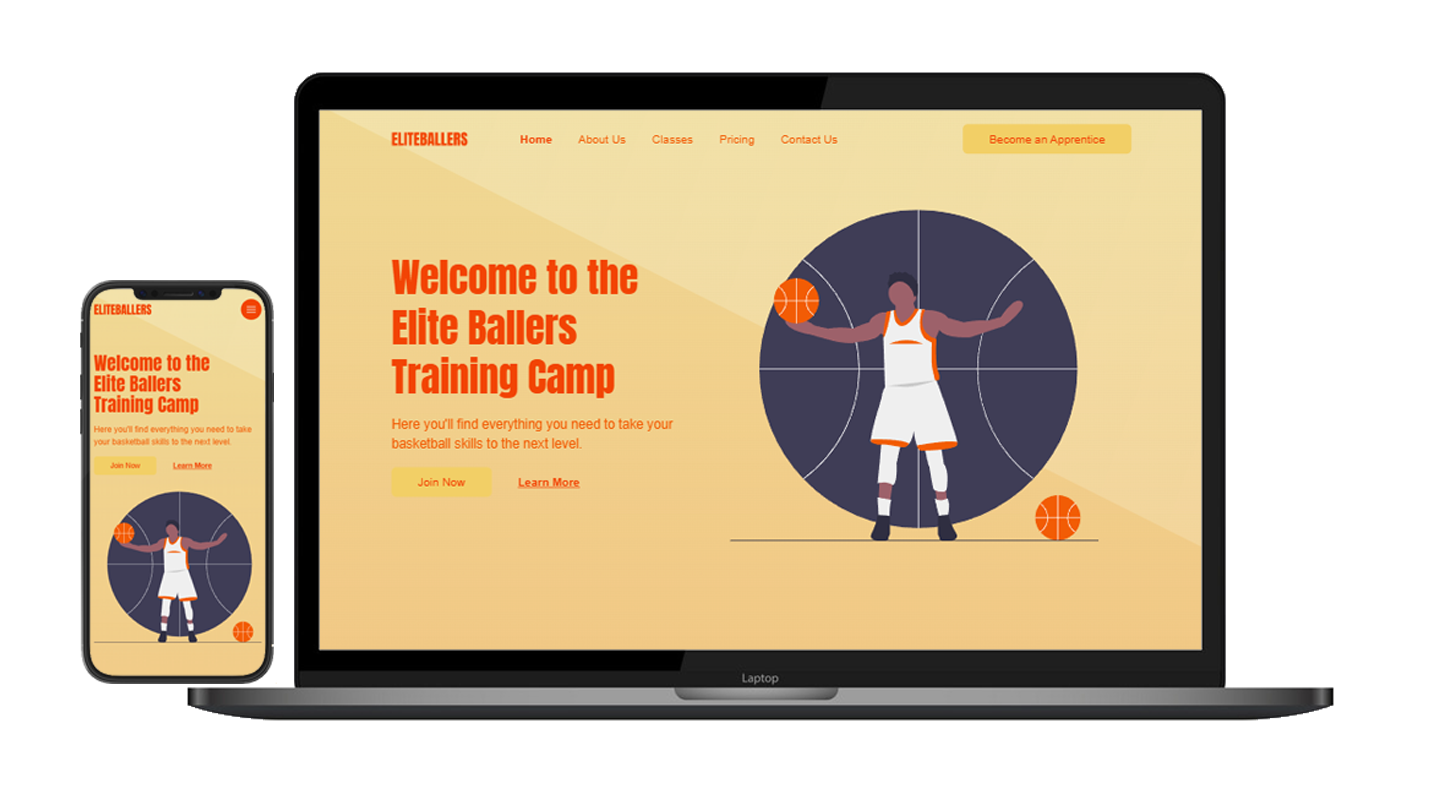 ELITEBALLERS
Home About Us Classes Pricing Contact Us
Become an Apprentice
Welcome to the
Elite Ballers
Training Camp
Here you'll find everything you need to take your
basketball skills to the next level.
Join Now Learn More
Laptop
ELITEBALLERS
Welcome to the
Elite Ballers
Training Camp
Here you'll find everything you need to take
your basketball skills to the next level.
Join Now Learn More